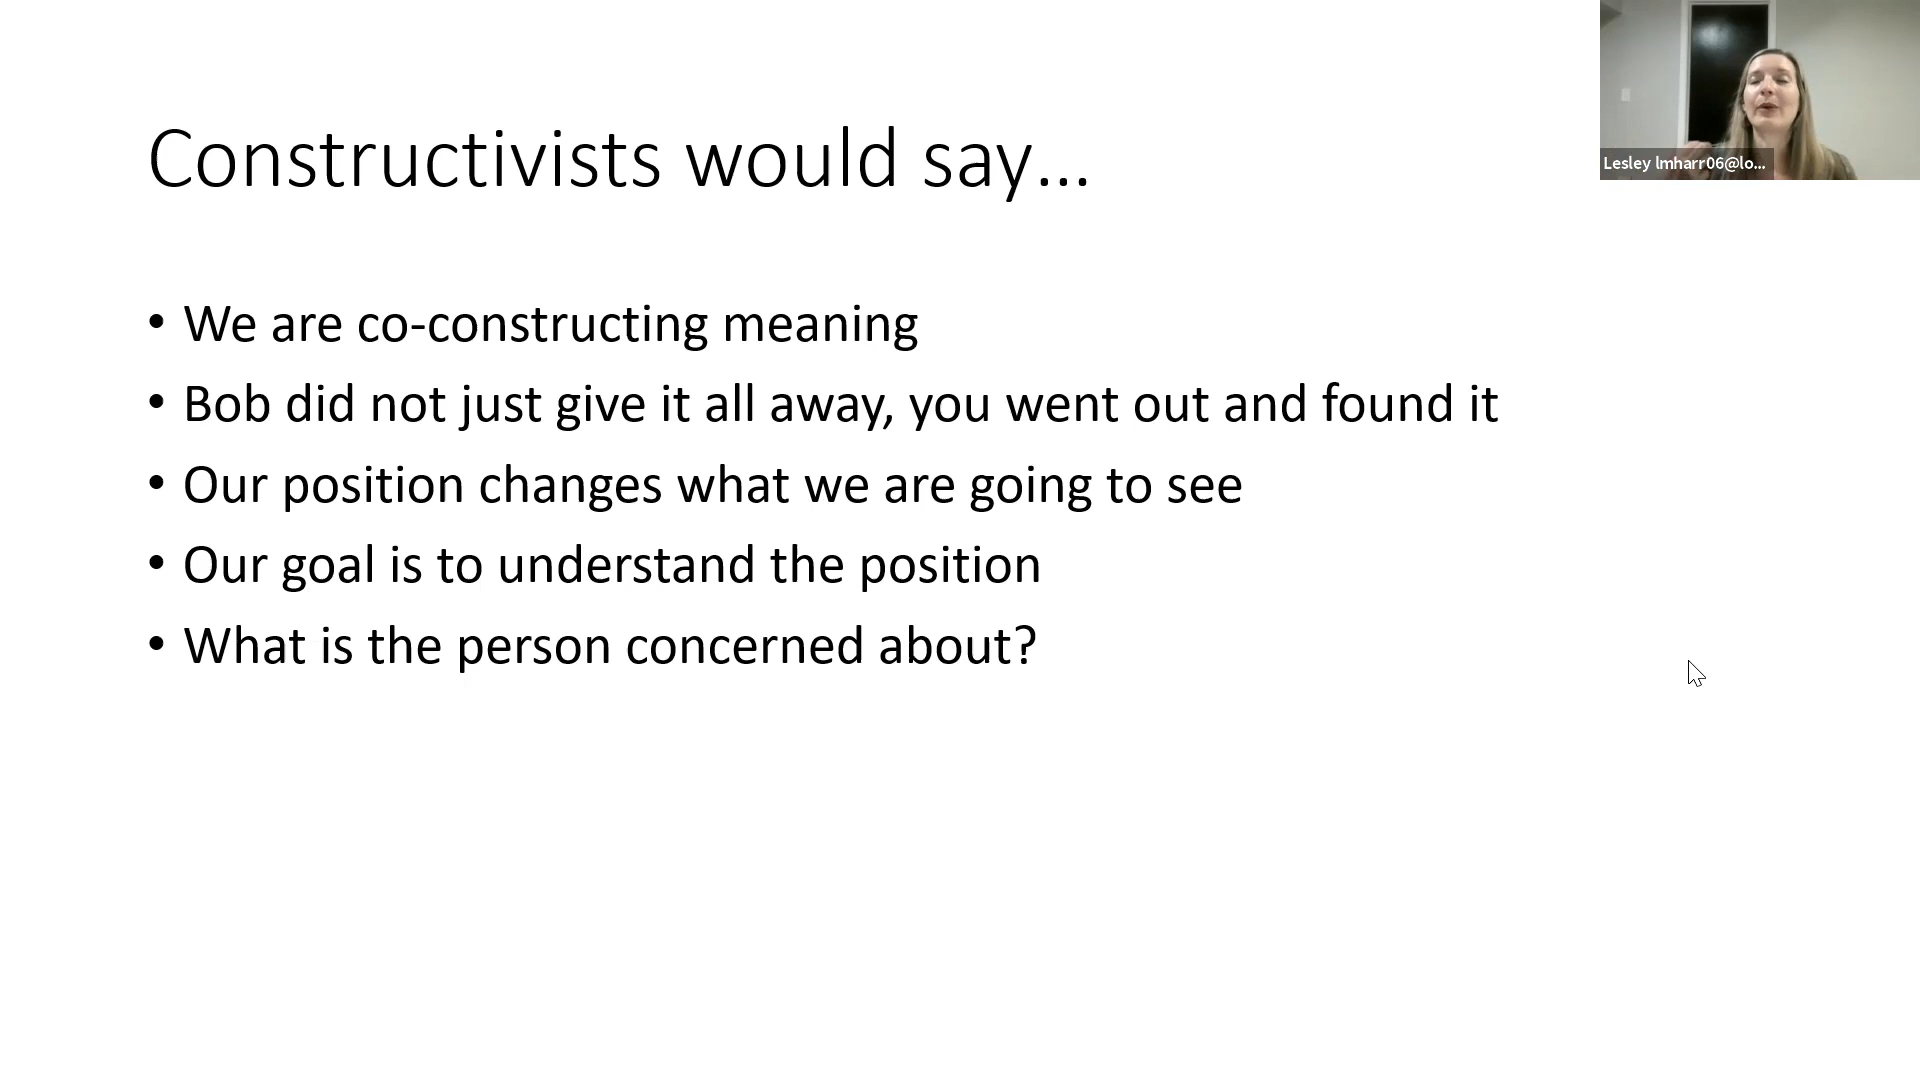 Constructivists would say...
• We are co-constructing meaning
• Bob did not just give it all away, you went out and found it
• Our position changes what we are going to see
• Our goal is to understand the position
• What is the person concerned about?
Lesley lmharr06@lo...